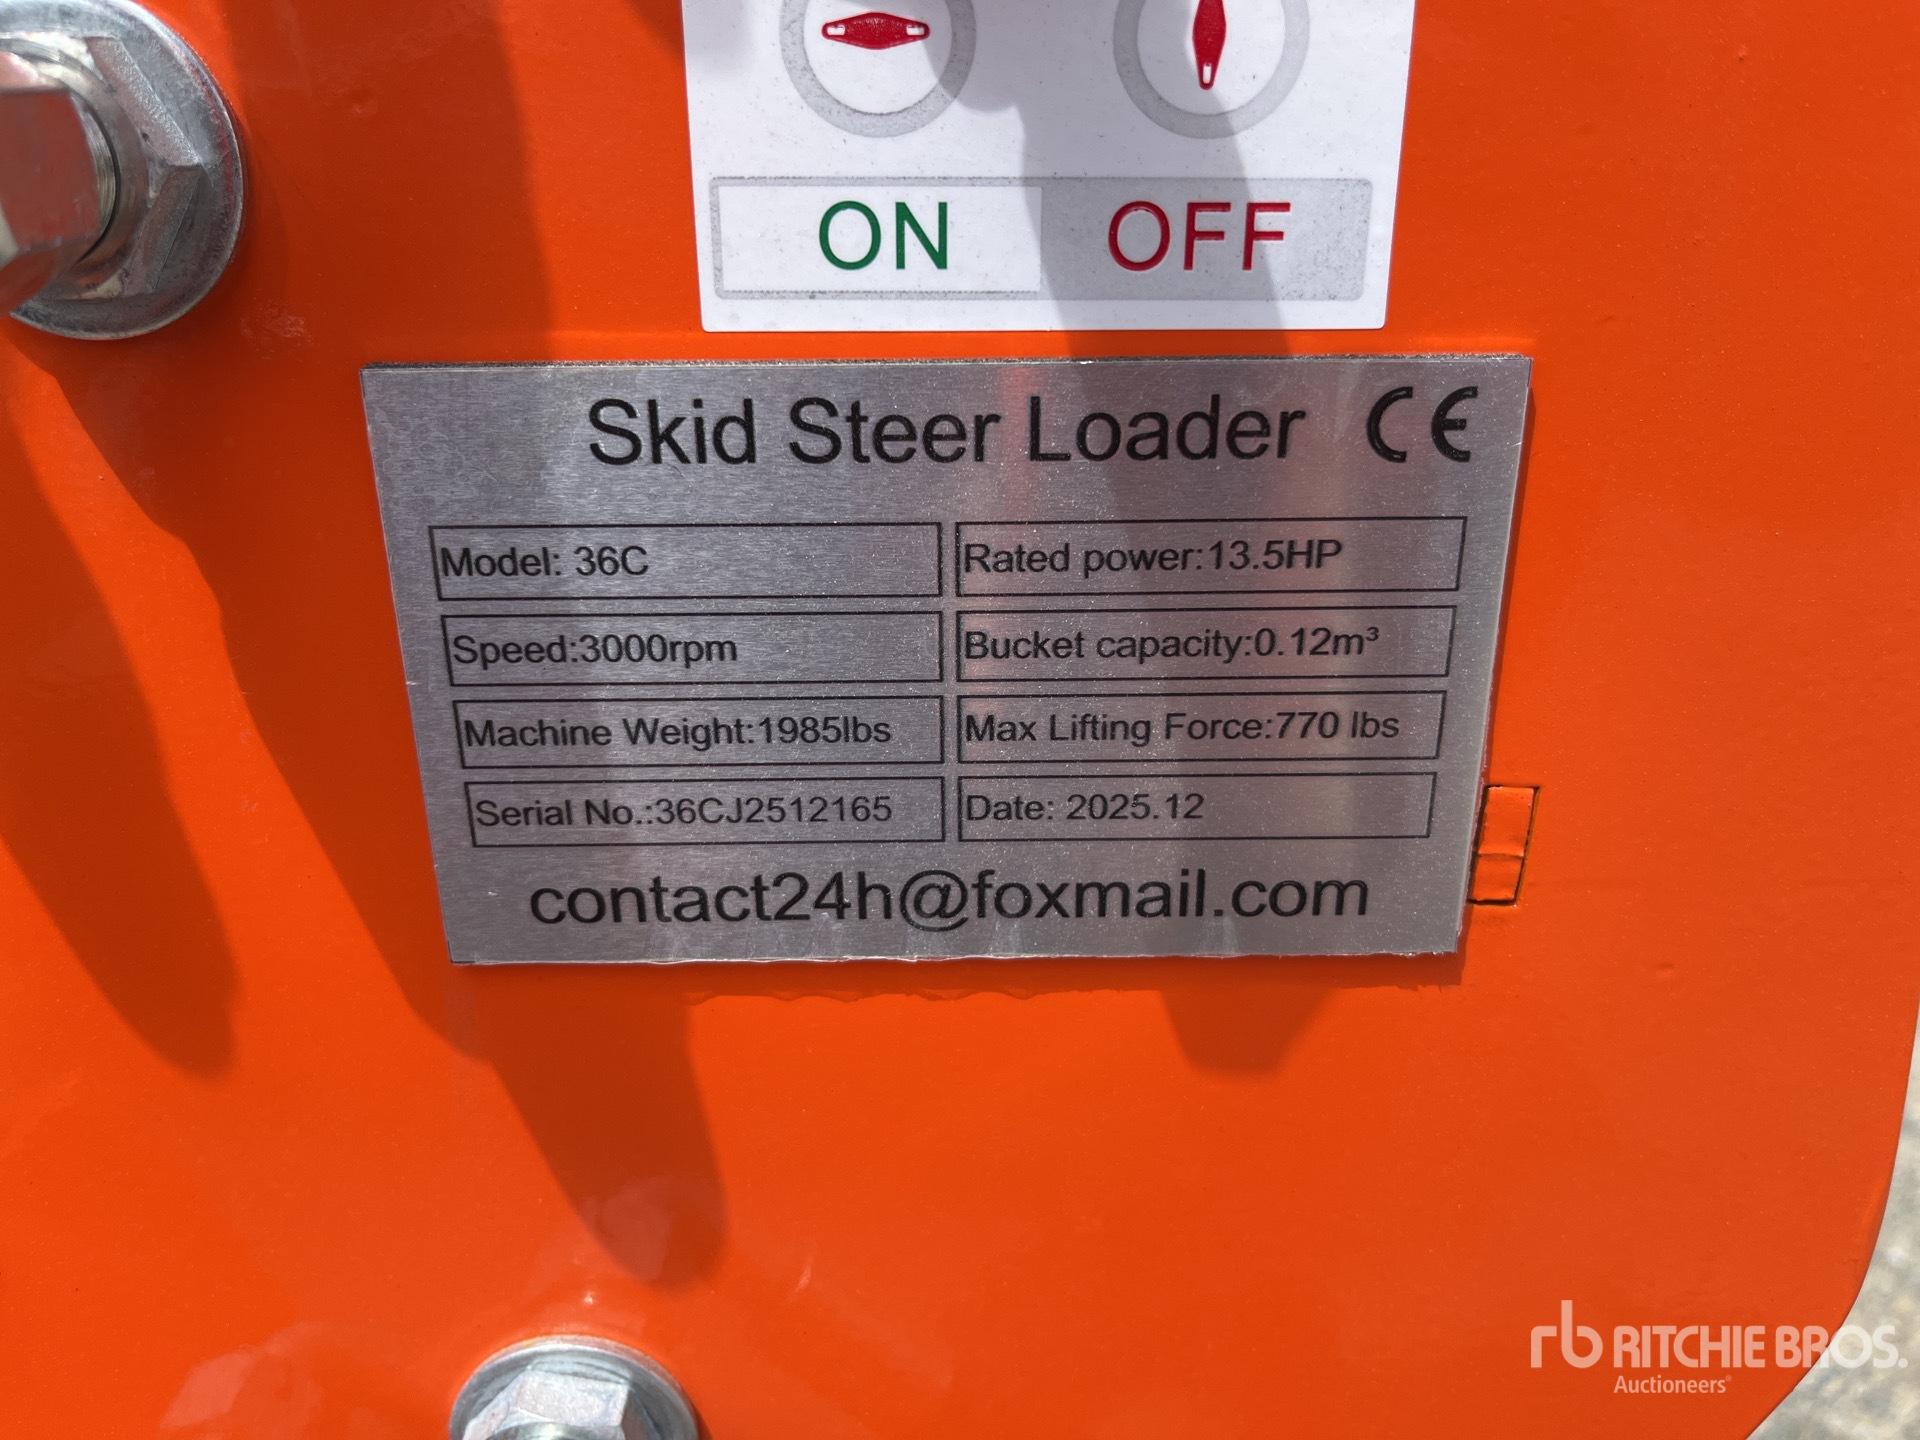 ON OFF
Skid Steer Loader CE
Model: 36C
Rated power:13.5HP
Speed:3000rpm
Bucket capacity:0.12m³
Machine Weight:1985lbs
Max Lifting Force:770 lbs
Serial No.:36CJ2512165
Date: 2025.12
contact24h@foxmail.com
rb RITCHIE BROS.
Auctioneers®